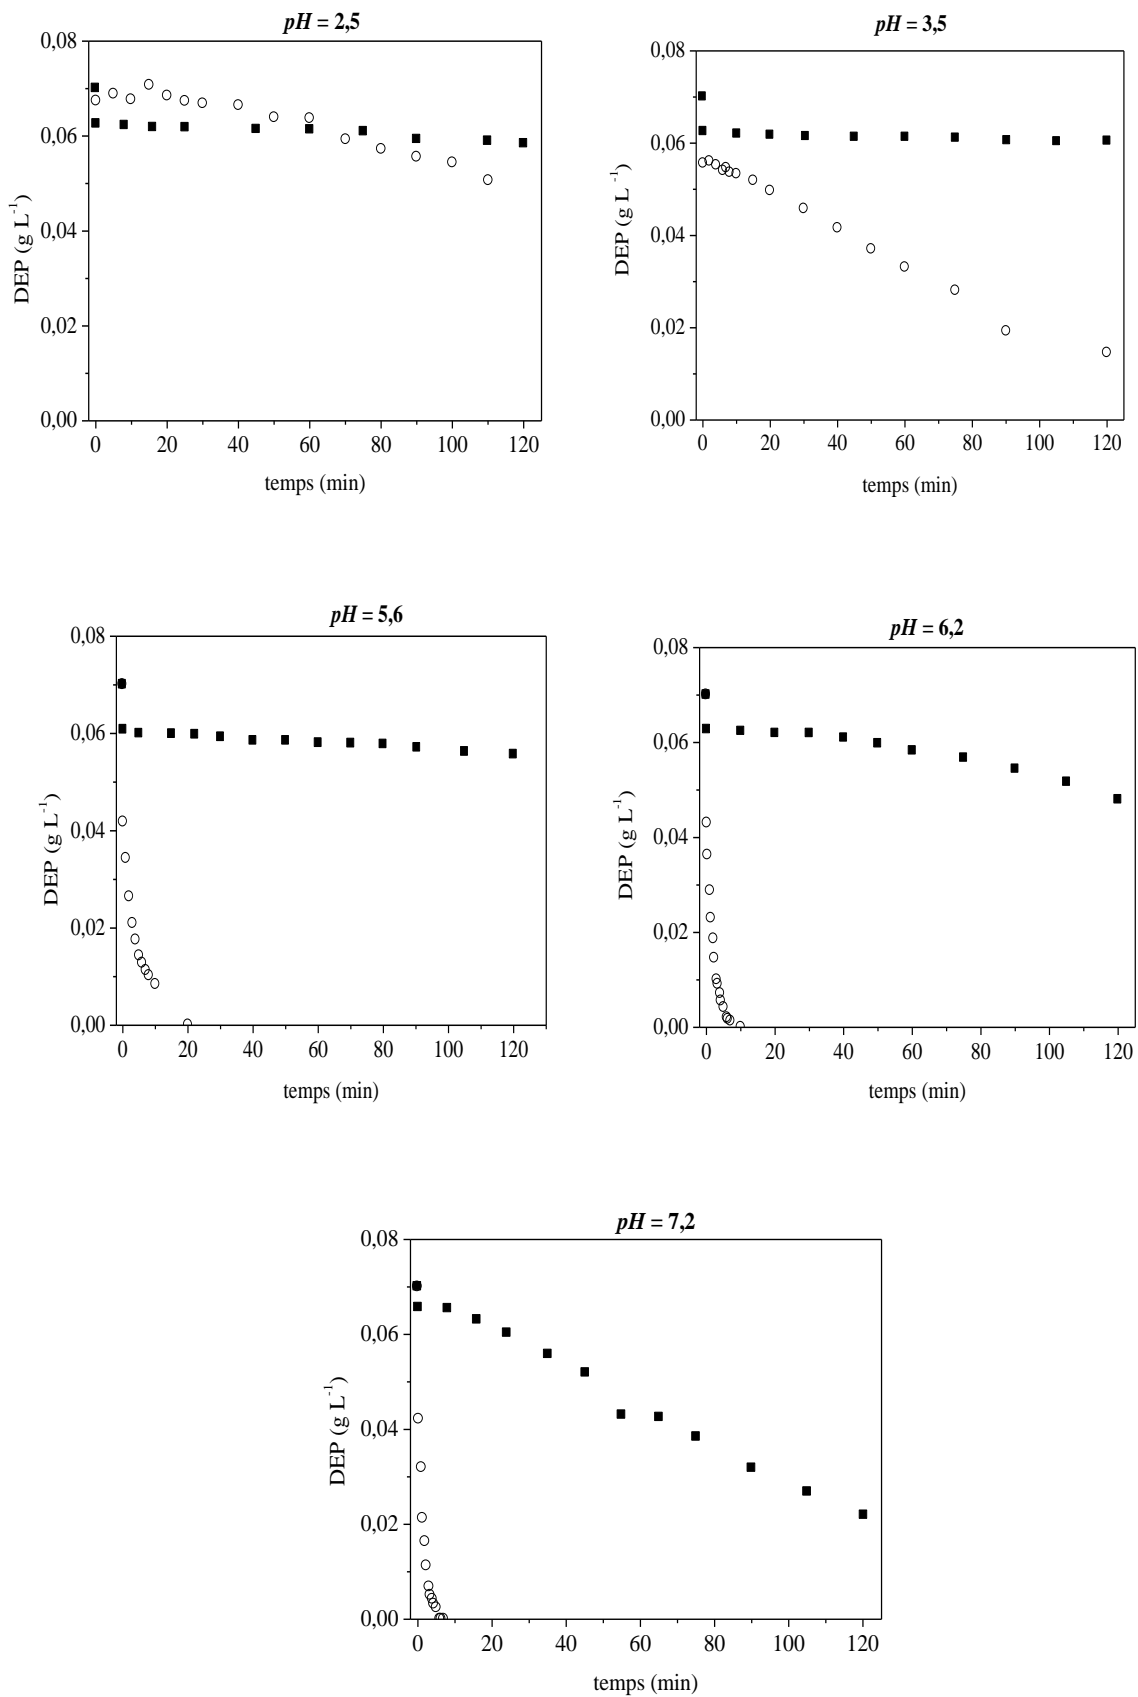 pH = 2,5
0,08
0,06
0,04
0,02
0,00
DEP (g L-1)
0 20 40 60 80 100 120
temps (min)
pH = 3,5
0,08
0,06
0,04
0,02
0,00
DEP (g L-1)
0 20 40 60 80 100 120
temps (min)
pH = 5,6
0,08
0,06
0,04
0,02
0,00
DEP (g L-1)
0 20 40 60 80 100 120
temps (min)
pH = 6,2
0,08
0,06
0,04
0,02
0,00
DEP (g L-1)
0 20 40 60 80 100 120
temps (min)
pH = 7,2
0,08
0,06
0,04
0,02
0,00
DEP (g L-1)
0 20 40 60 80 100 120
temps (min)